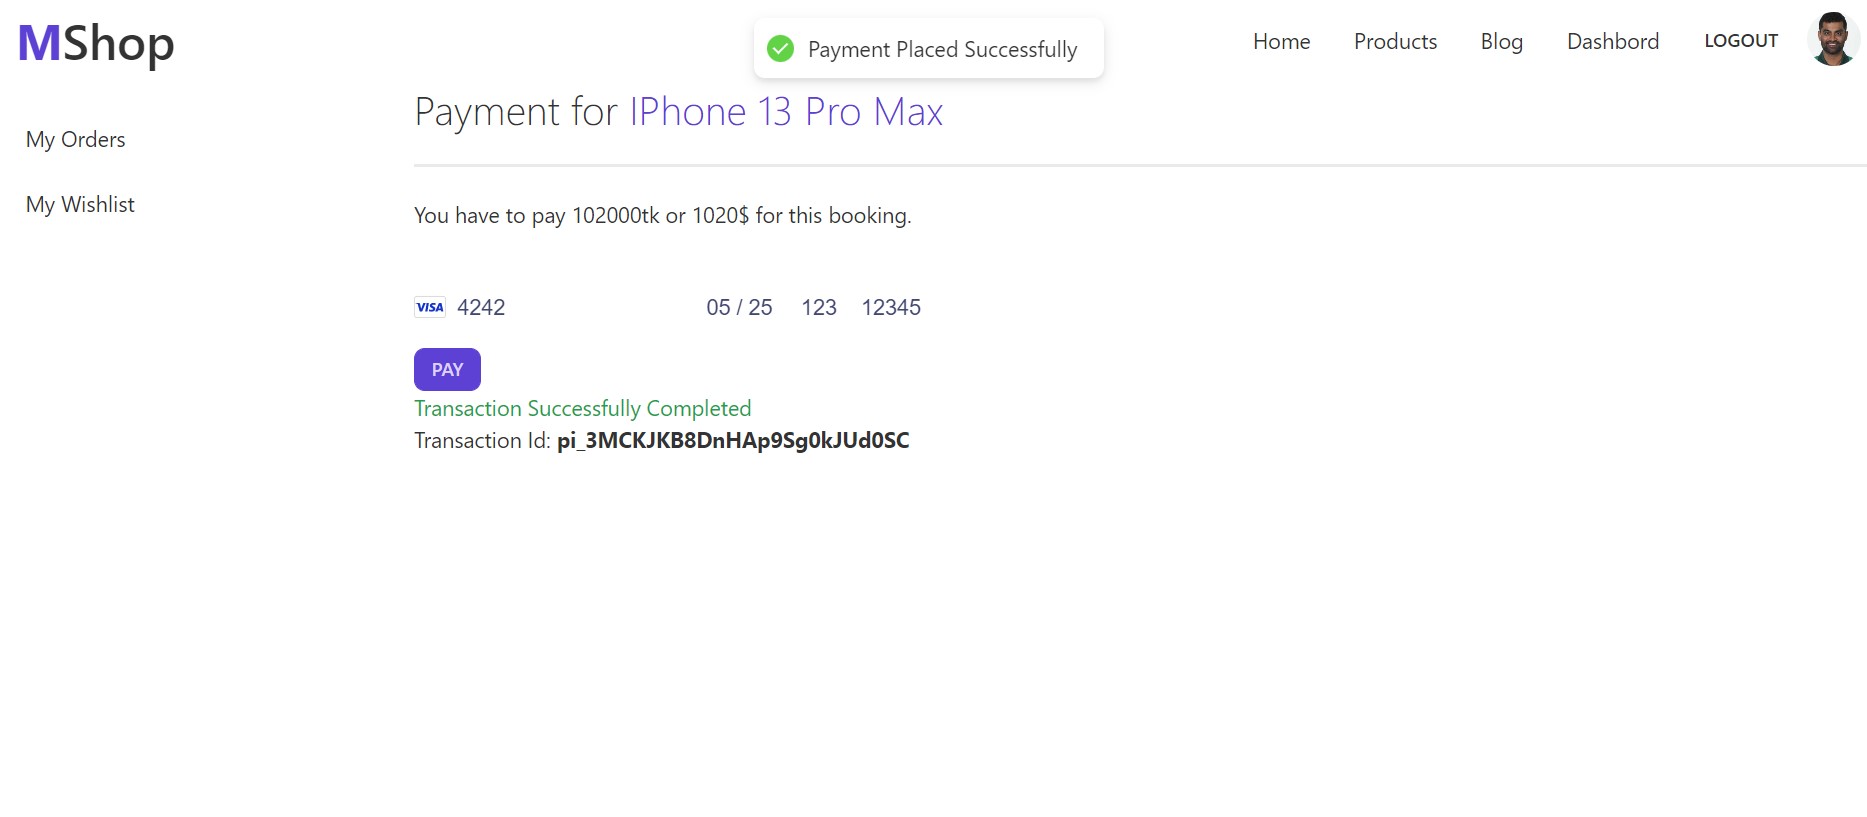 MShop
Payment Placed Successfully
Home Products Blog Dashbord LOGOUT
My Orders
My Wishlist
Payment for IPhone 13 Pro Max
You have to pay 102000tk or 1020$ for this booking.
VISA 4242 05 / 25 123 12345
PAY
Transaction Successfully Completed
Transaction Id: pi_3MCKJKB8DnHAp9Sg0kJUd0SC